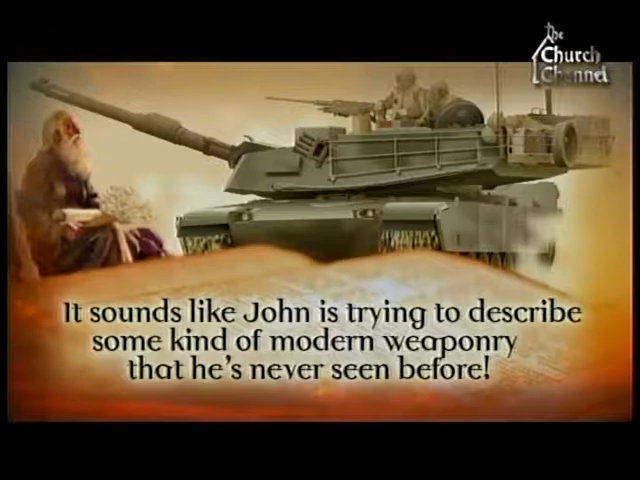 the
Church
Channel
It sounds like John is trying to describe
some kind of modern weaponry
that he's never seen before!